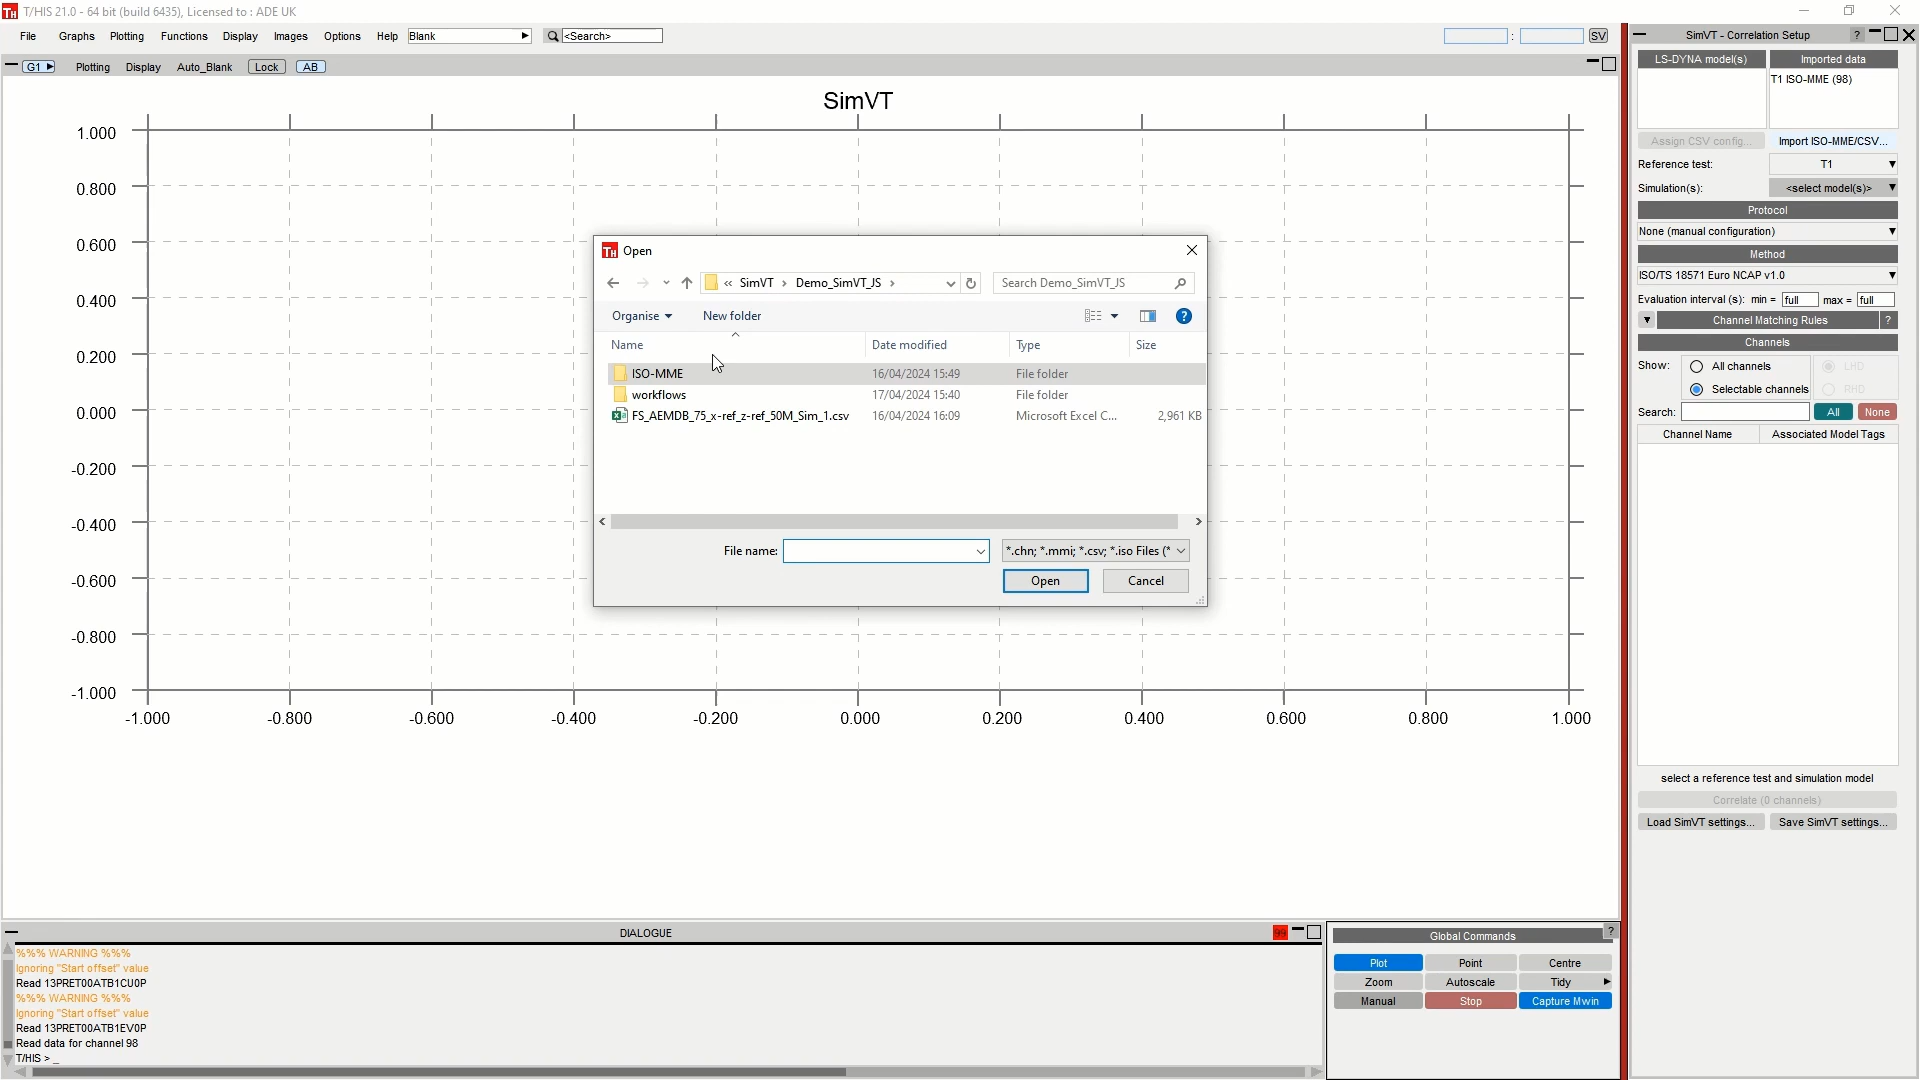 T/HIS 21.0 - 64 bit (build 6435), Licensed to : ADE UK
File Graphs Plotting Functions Display Images Options Help Blank <Search> : SV
G1 Plotting Display Auto_Blank Lock AB
SimVT
1.000
0.800
0.600
0.400
0.200
0.000
-0.200
-0.400
-0.600
-0.800
-1.000
-1.000 -0.800 -0.600 -0.400 -0.200 0.000 0.200 0.400 0.600 0.800 1.000
Open
« SimVT › Demo_SimVT_JS › Search Demo_SimVT_JS
Organise New folder
Name Date modified Type Size
ISO-MME 16/04/2024 15:49 File folder
workflows 17/04/2024 15:40 File folder
FS_AEMDB_75_x-ref_z-ref_50M_Sim_1.csv 16/04/2024 16:09 Microsoft Excel C... 2,961 KB
File name: *.chn; *.mmi; *.csv; *.iso Files (*
Open Cancel
SimVT - Correlation Setup ?
LS-DYNA model(s) Imported data
T1 ISO-MME (98)
Assign CSV config... Import ISO-MME/CSV...
Reference test: T1
Simulation(s): <select model(s)>
Protocol
None (manual configuration)
Method
ISO/TS 18571 Euro NCAP v1.0
Evaluation interval (s): min = full max = full
Channel Matching Rules ?
Channels
Show: All channels LHD
Selectable channels RHD
Search: All None
Channel Name Associated Model Tags
select a reference test and simulation model
Correlate (0 channels)
Load SimVT settings... Save SimVT settings...
DIALOGUE 99
%%% WARNING %%%
Ignoring "Start offset" value
Read 13PRET00ATB1CU0P
%%% WARNING %%%
Ignoring "Start offset" value
Read 13PRET00ATB1EV0P
Read data for channel 98
T/HIS > _
Global Commands ?
Plot Point Centre
Zoom Autoscale Tidy
Manual Stop Capture Mwin